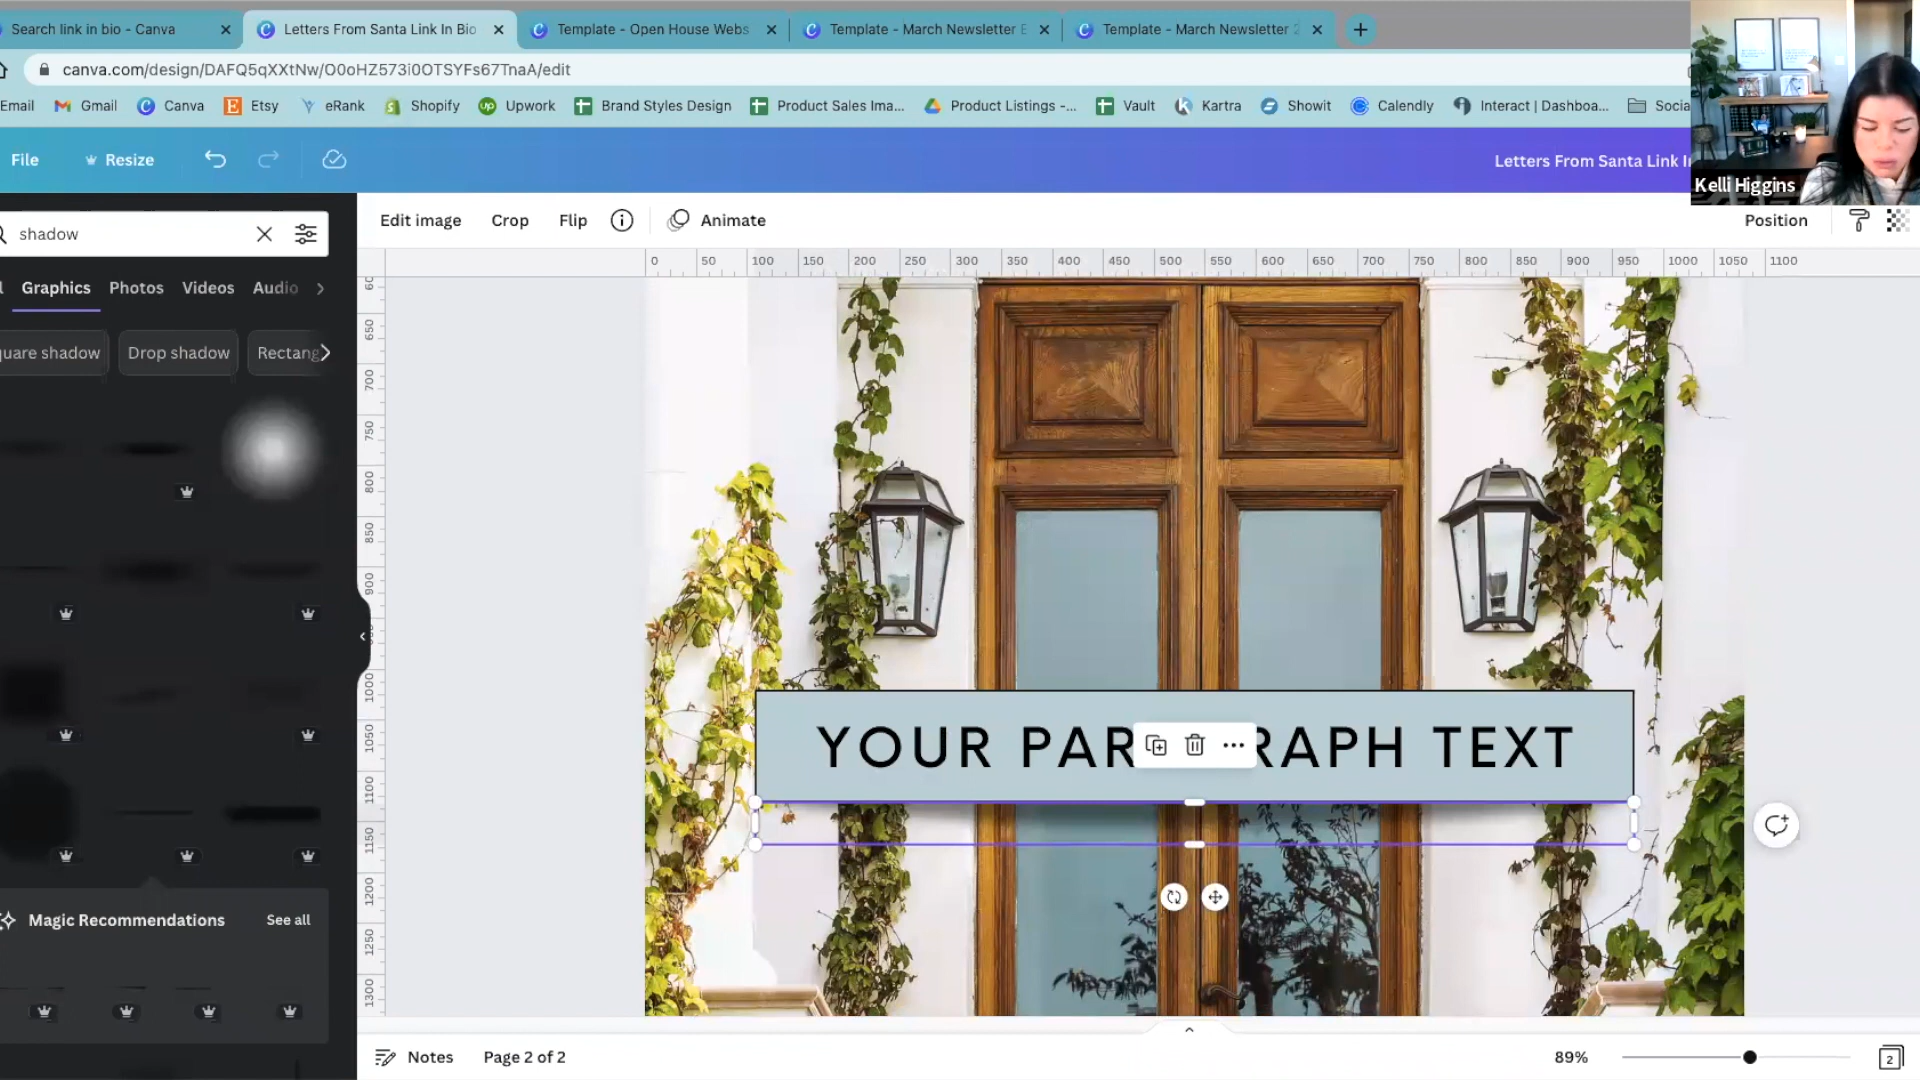 Search link in bio - Canva
Letters From Santa Link In Bio
Template - Open House Webs
Template - March Newsletter E
Template - March Newsletter 2
canva.com/design/DAFQ5qXXtNw/O0oHZ573i0OTSYFs67TnaA/edit
Email
Gmail
Canva
Etsy
eRank
Shopify
Upwork
Brand Styles Design
Product Sales Ima...
Product Listings -...
Vault
Kartra
Showit
Calendly
Interact | Dashboa...
Socia
Kelli Higgins
File
Resize
Letters From Santa Link I
shadow
Edit image
Crop
Flip
Animate
Position
Graphics
Photos
Videos
Audio
quare shadow
Drop shadow
Rectang
0 50 100 150 200 250 300 350 400 450 500 550 600 650 700 750 800 850 900 950 1000 1050 1100
650
700
750
800
850
900
1000
1050
1100
1150
1200
1250
1300
YOUR PAR RAPH TEXT
Magic Recommendations
See all
Notes
Page 2 of 2
89%
2